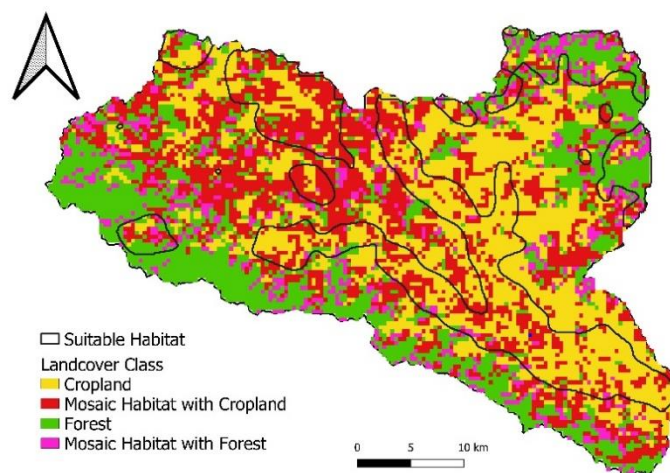 Suitable Habitat
Landcover Class
Cropland
Mosaic Habitat with Cropland
Forest
Mosaic Habitat with Forest
0 5 10 km